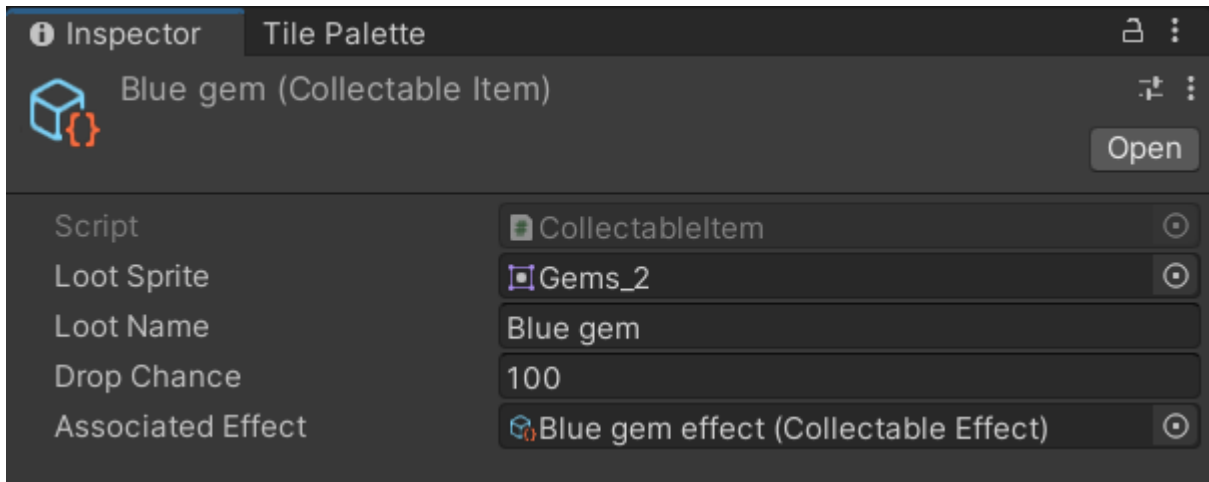 Inspector Tile Palette
Blue gem (Collectable Item)
Open
Script CollectableItem
Loot Sprite Gems_2
Loot Name Blue gem
Drop Chance 100
Associated Effect Blue gem effect (Collectable Effect)